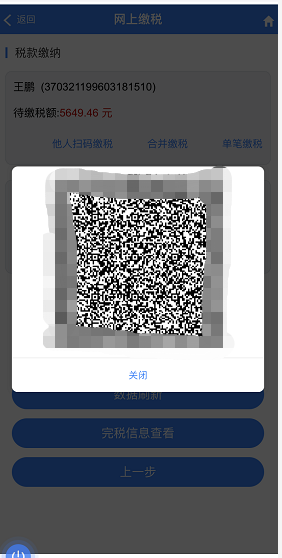 返回 网上缴税
税款缴纳
王鹏 (370321199603181510)
待缴税额:5649.46 元
他人扫码缴税 合并缴税 单笔缴税
关闭
数据刷新
完税信息查看
上一步